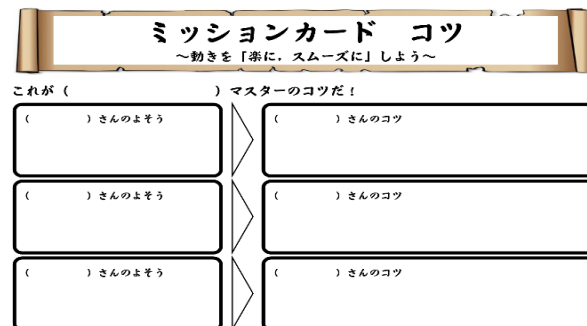 ミッションカード　コツ
～動きを「楽に，スムーズに」しよう～
これが（　　　　　　　　　）マスターのコツだ！
（　　　　）さんのよそう
（　　　　）さんのコツ
（　　　　）さんのよそう
（　　　　）さんのコツ
（　　　　）さんのよそう
（　　　　）さんのコツ